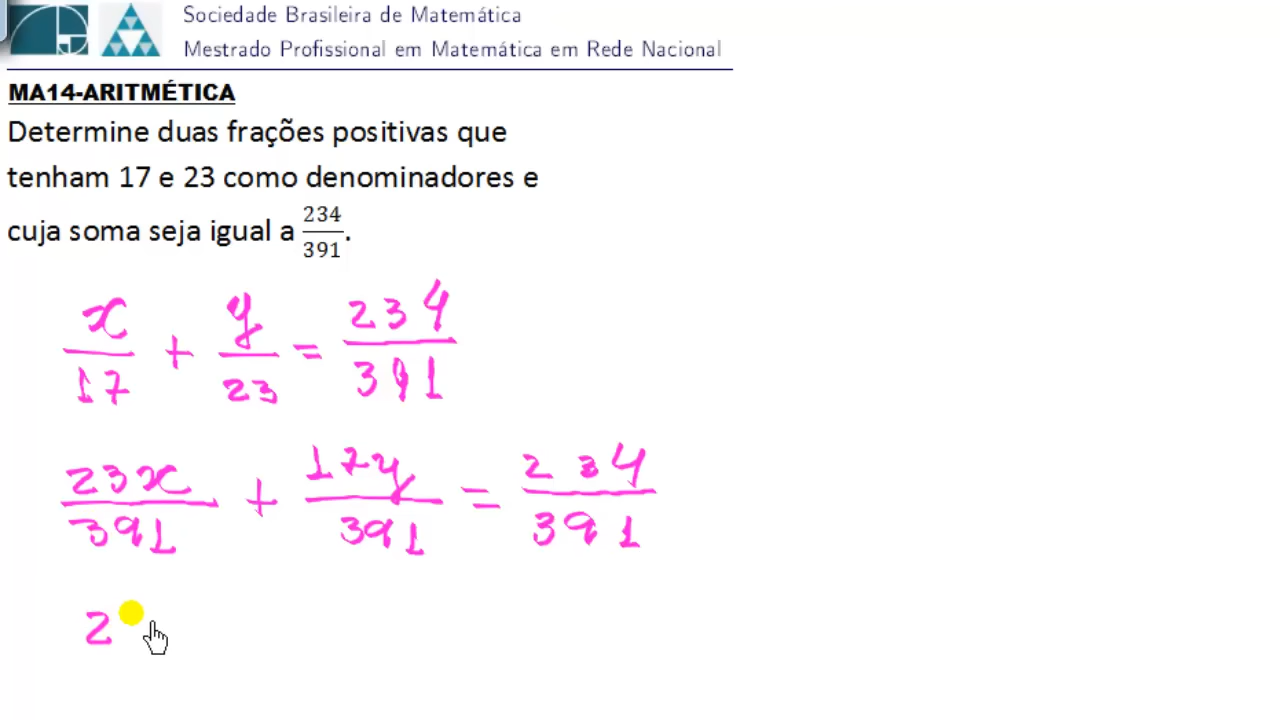 Sociedade Brasileira de Matemática
Mestrado Profissional em Matemática em Rede Nacional
MA14-ARITMÉTICA
Determine duas frações positivas que
tenham 17 e 23 como denominadores e
cuja soma seja igual a 234/391.
x/17 + y/23 = 234/391
23x/391 + 17y/391 = 234/391
2